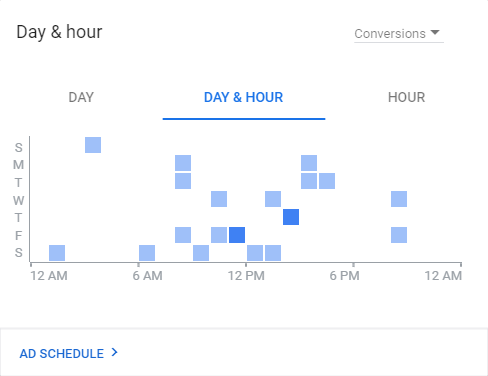 Day & hour
Conversions
DAY
DAY & HOUR
HOUR
S
M
T
W
T
F
S
12 AM
6 AM
12 PM
6 PM
12 AM
AD SCHEDULE